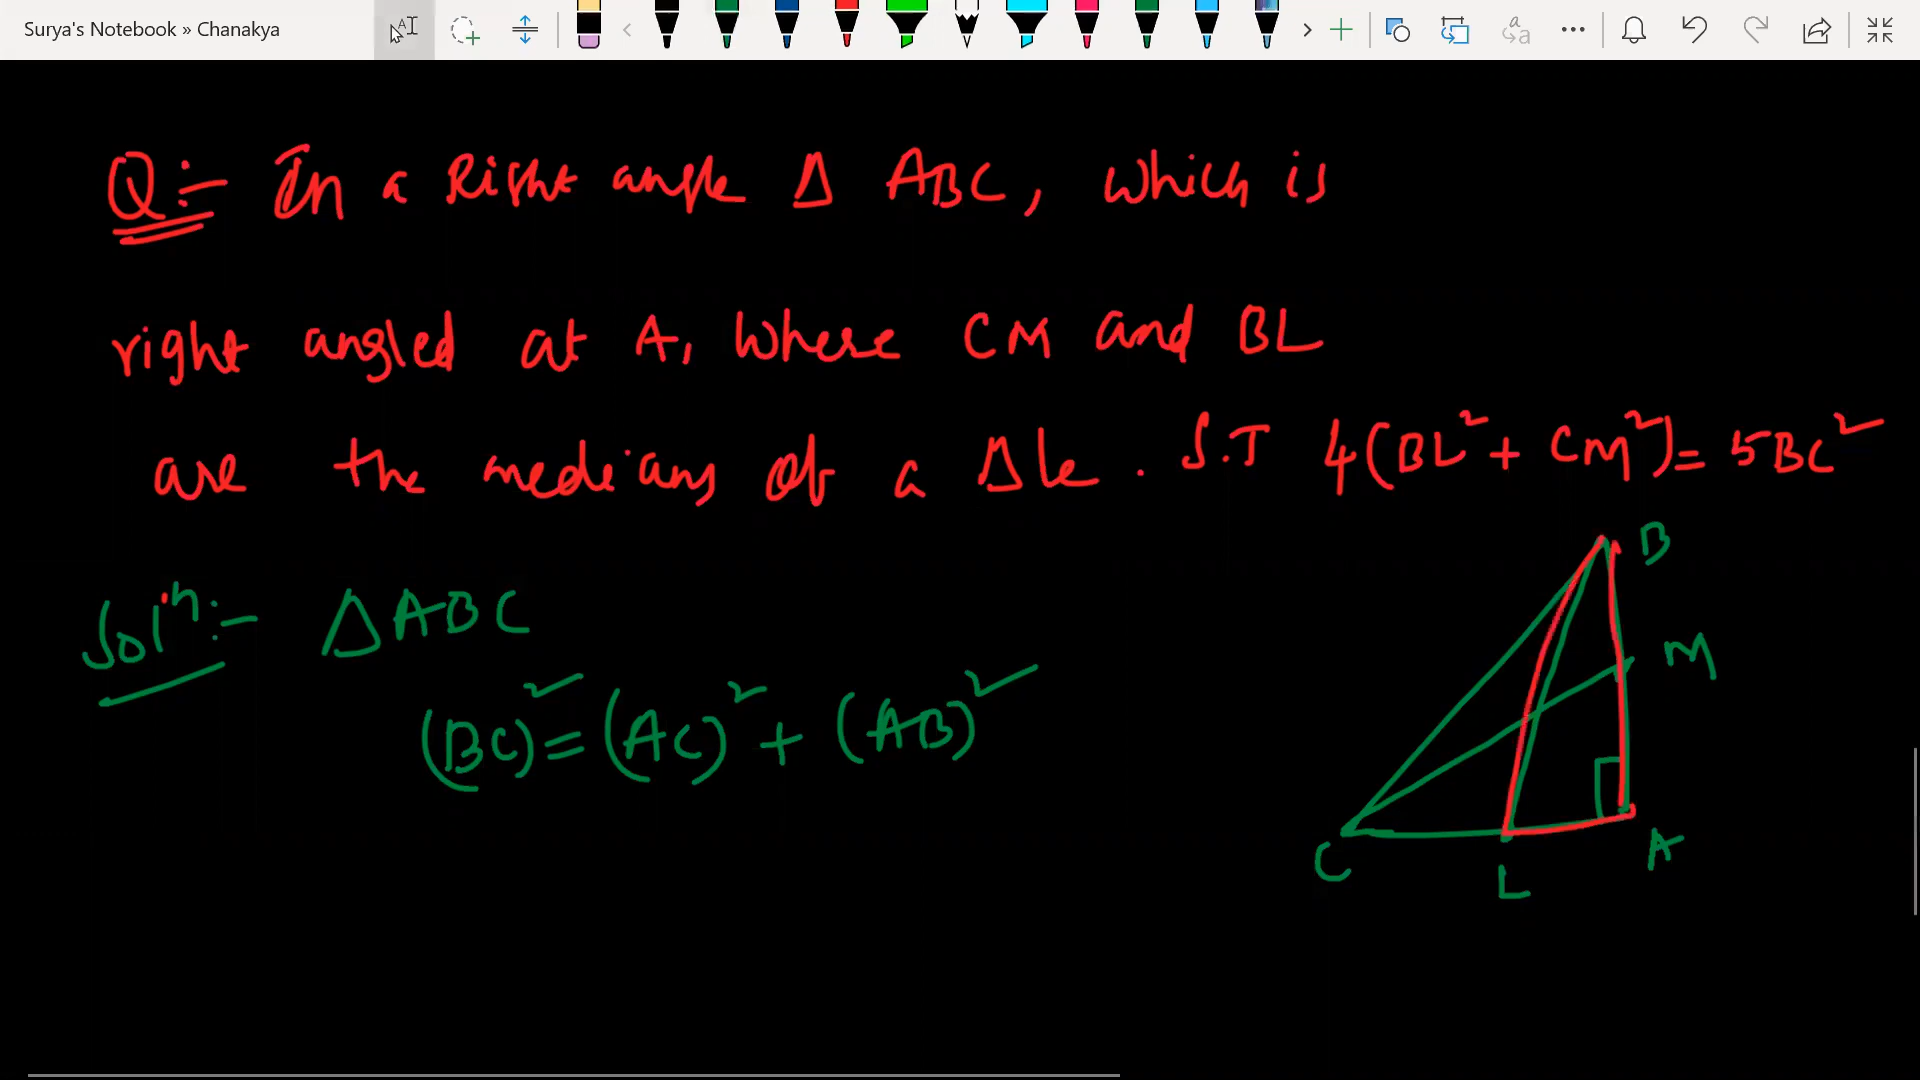 Surya's Notebook » Chanakya
Q:- In a Right angle Δ ABC, which is
right angled at A, where CM and BL
are the medians of a Δle. S.T 4(BL²+ CM²)= 5BC²
B
Solⁿ:- ΔABC
M
(BC)²=(AC)²+(AB)²
C
A
L